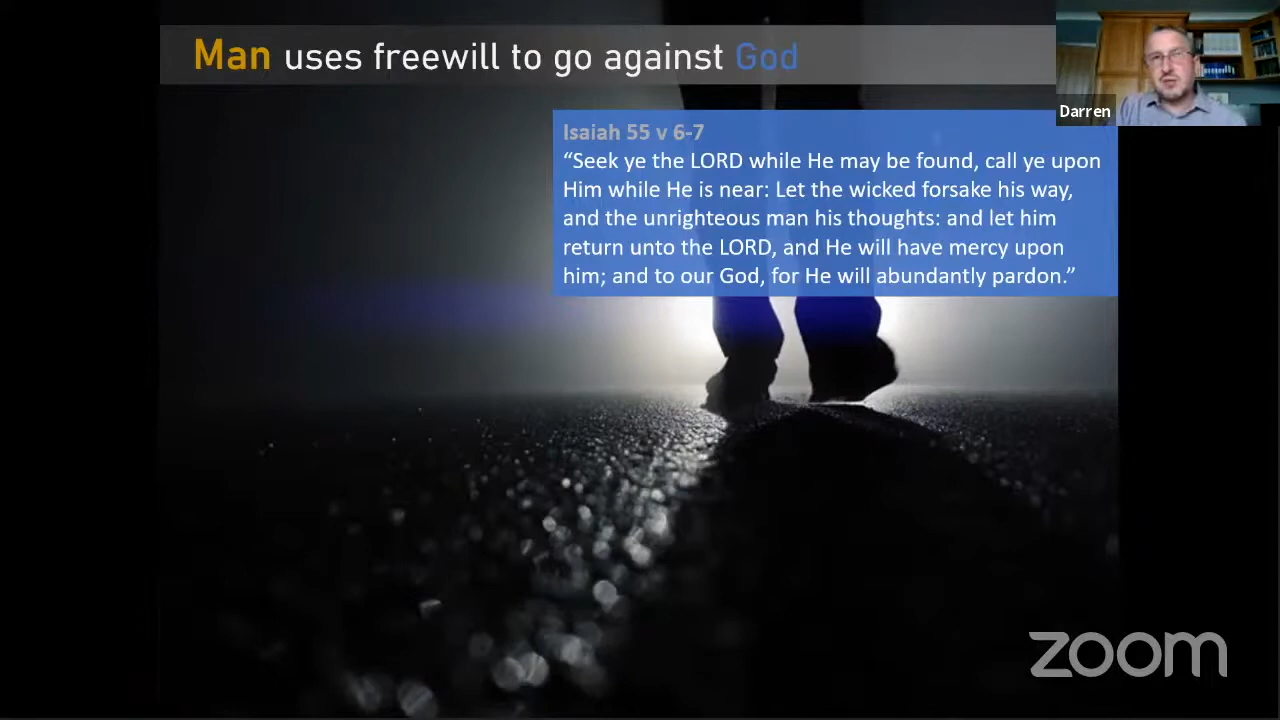 Man uses freewill to go against God
Darren
Isaiah 55 v 6-7
“Seek ye the LORD while He may be found, call ye upon
Him while He is near: Let the wicked forsake his way,
and the unrighteous man his thoughts: and let him
return unto the LORD, and He will have mercy upon
him; and to our God, for He will abundantly pardon.”
zoom